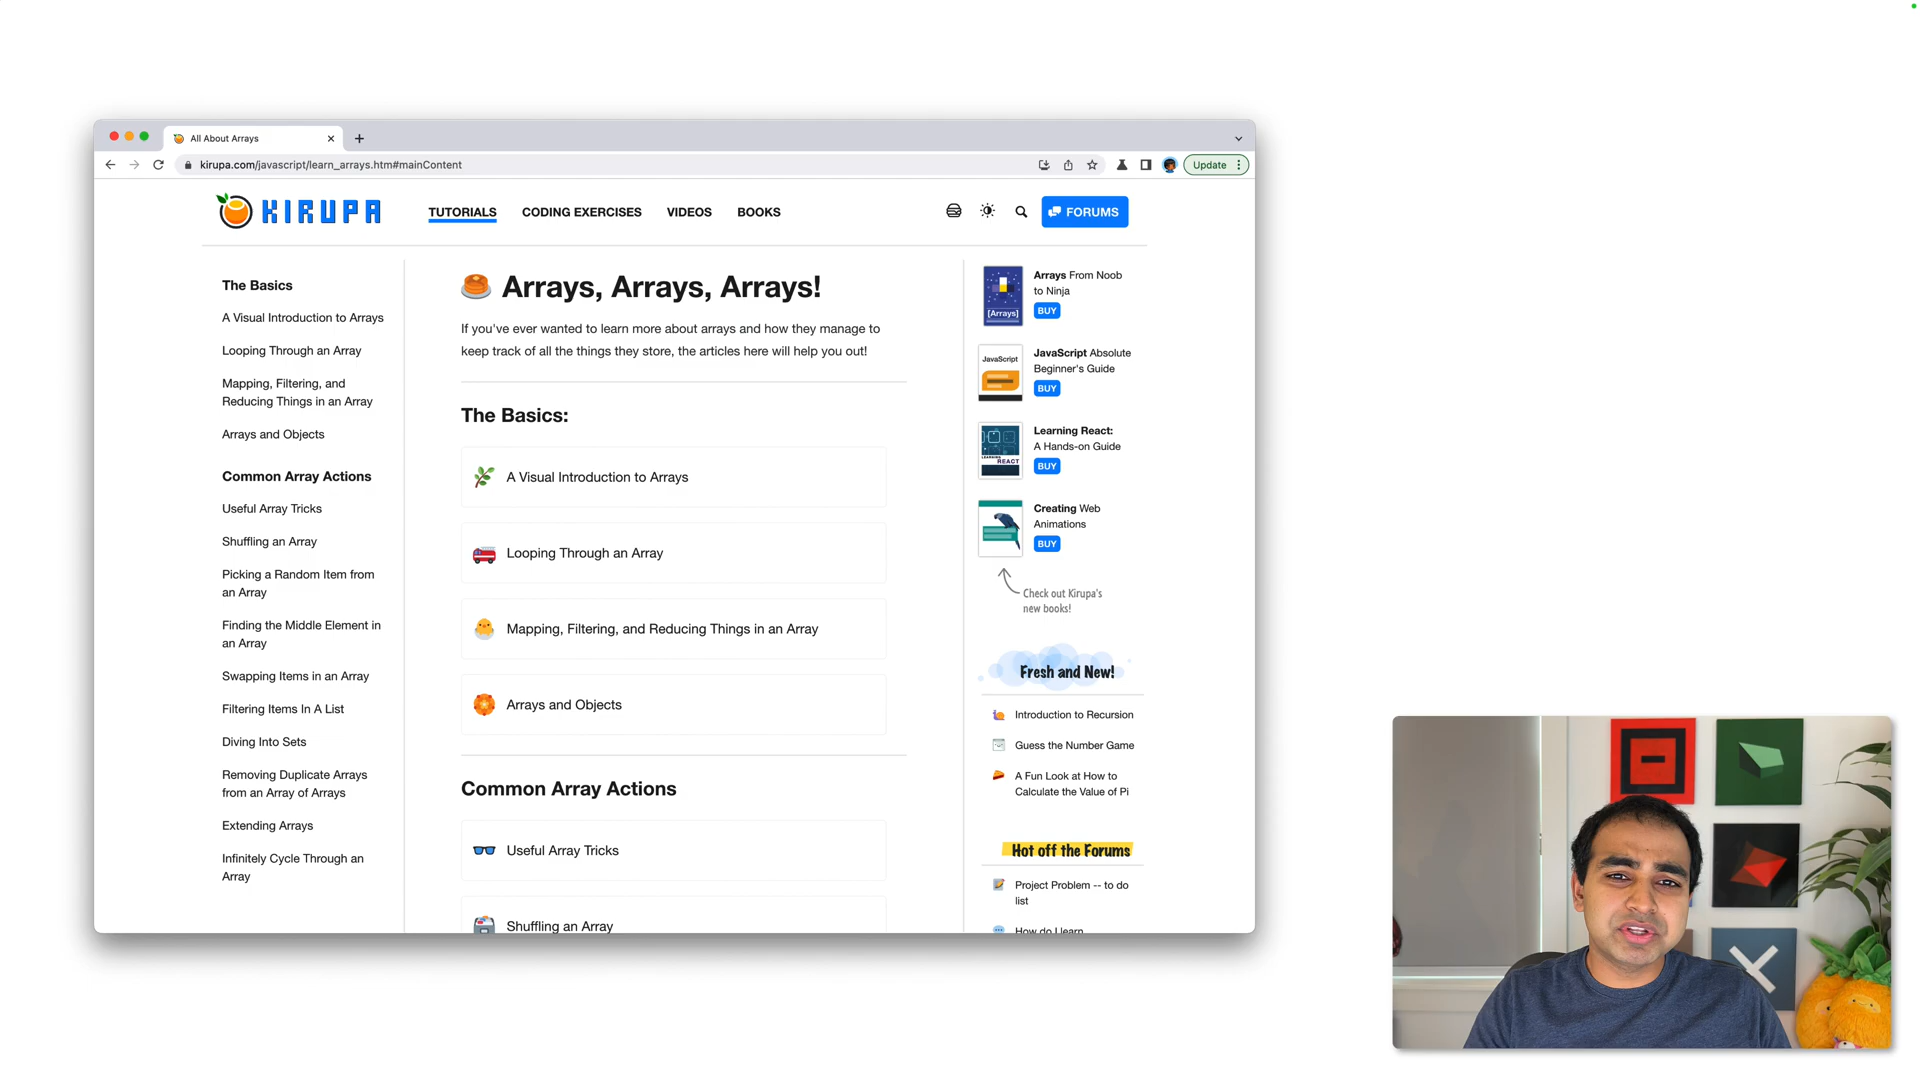 All About Arrays
kirupa.com/javascript/learn_arrays.htm#mainContent
Update
KIRUPA
TUTORIALS
CODING EXERCISES
VIDEOS
BOOKS
FORUMS
The Basics
A Visual Introduction to Arrays
Looping Through an Array
Mapping, Filtering, and
Reducing Things in an Array
Arrays and Objects
Common Array Actions
Useful Array Tricks
Shuffling an Array
Picking a Random Item from
an Array
Finding the Middle Element in
an Array
Swapping Items in an Array
Filtering Items In A List
Diving Into Sets
Removing Duplicate Arrays
from an Array of Arrays
Extending Arrays
Infinitely Cycle Through an
Array
Arrays, Arrays, Arrays!
If you've ever wanted to learn more about arrays and how they manage to
keep track of all the things they store, the articles here will help you out!
The Basics:
A Visual Introduction to Arrays
Looping Through an Array
Mapping, Filtering, and Reducing Things in an Array
Arrays and Objects
Common Array Actions
Useful Array Tricks
Shuffling an Array
[Arrays]
Arrays From Noob
to Ninja
BUY
JavaScript
JavaScript Absolute
Beginner's Guide
BUY
LEARNING
REACT
Learning React:
A Hands-on Guide
BUY
Creating Web
Animations
BUY
Check out Kirupa's
new books!
Fresh and New!
Introduction to Recursion
Guess the Number Game
A Fun Look at How to
Calculate the Value of Pi
Hot off the Forums
Project Problem -- to do
list
How do I learn